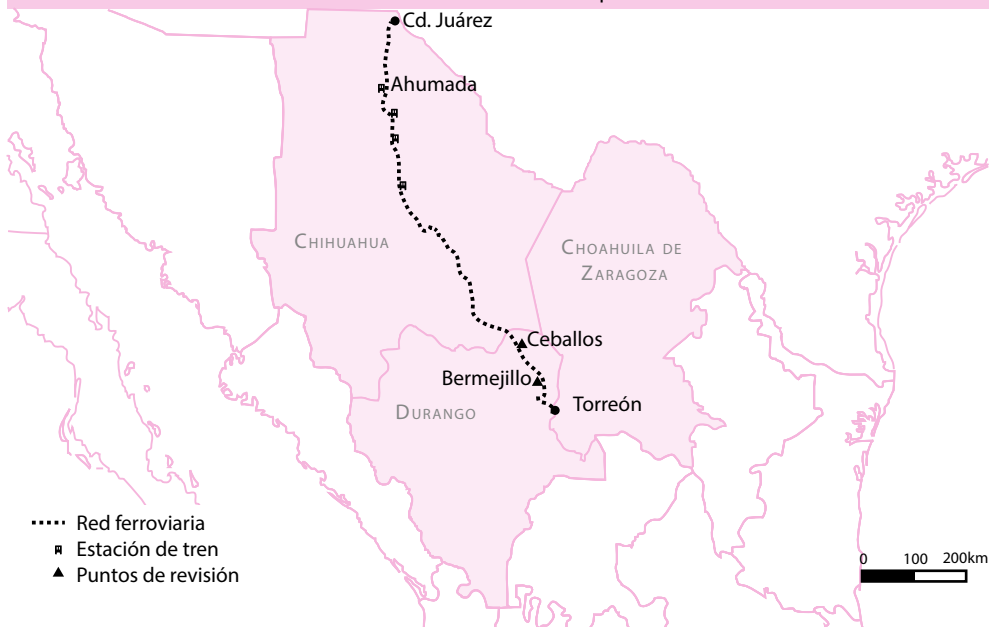 Cd. Juárez
Ahumada
CHIHUAHUA
CHOAHUILA DE
ZARAGOZA
Ceballos
Bermejillo
DURANGO
Torreón
Red ferroviaria
Estación de tren
Puntos de revisión
0 100 200km